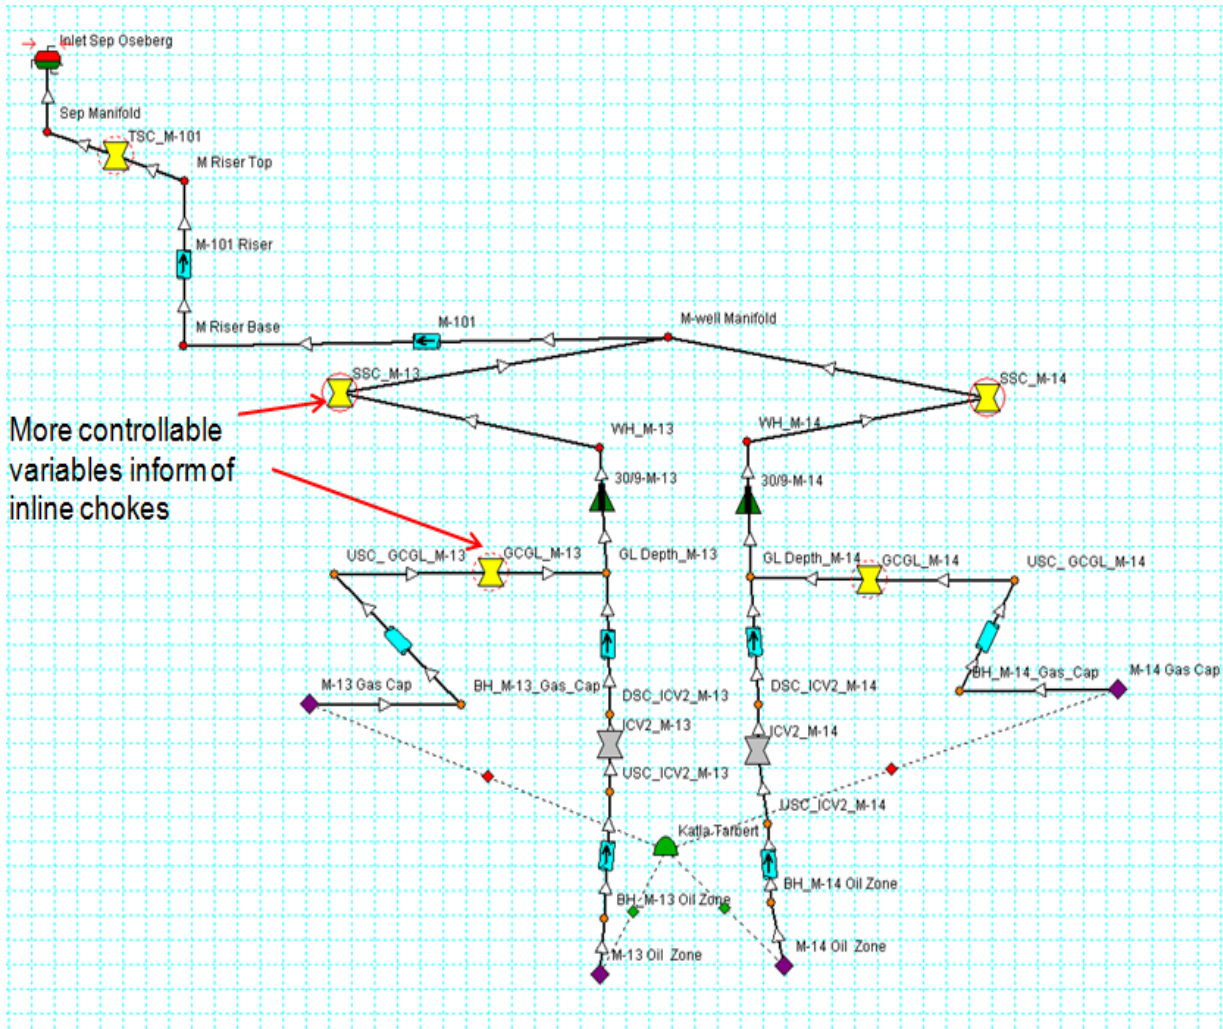 Inlet Sep Oseberg
Sep Manifold
TSC_M-101
M Riser Top
M-101 Riser
M Riser Base
M-101
M-well Manifold
SSC_M-13
SSC_M-14
More controllable
variables inform of
inline chokes
WH_M-13
WH_M-14
30/9-M-13
30/9-M-14
USC_GCGL_M-13
GCGL_M-13
GL Depth_M-13
GL Depth_M-14
GCGL_M-14
USC_ GCGL_M-14
M-13 Gas Cap
BH_M-13_Gas_Cap
DSC_ICV2_M-13
DSC_ICV2_M-14
BH_M-14_Gas_Cap
M-14 Gas Cap
ICV2_M-13
ICV2_M-14
USC_ICV2_M-13
USC_ICV2_M-14
Katla Tarbert
BH_M-13 Oil Zone
BH_M-14 Oil Zone
M-13 Oil Zone
M-14 Oil Zone